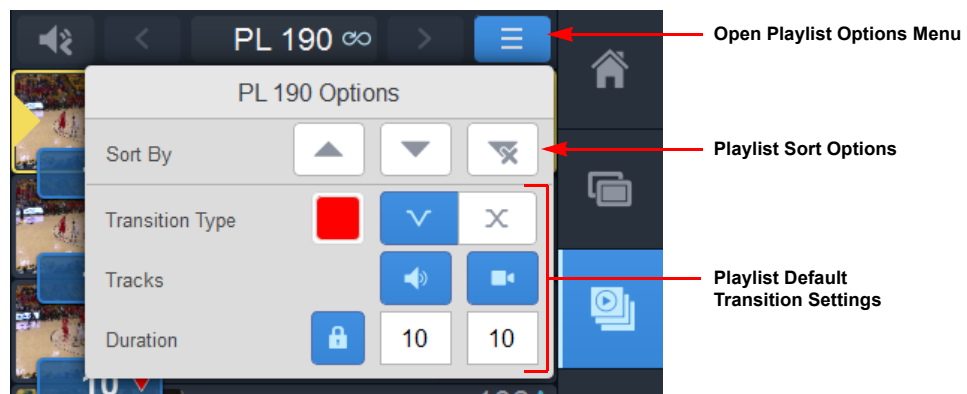 PL 190
Open Playlist Options Menu
PL 190 Options
Sort By
Playlist Sort Options
Transition Type
Tracks
Playlist Default
Transition Settings
Duration
10
10
10